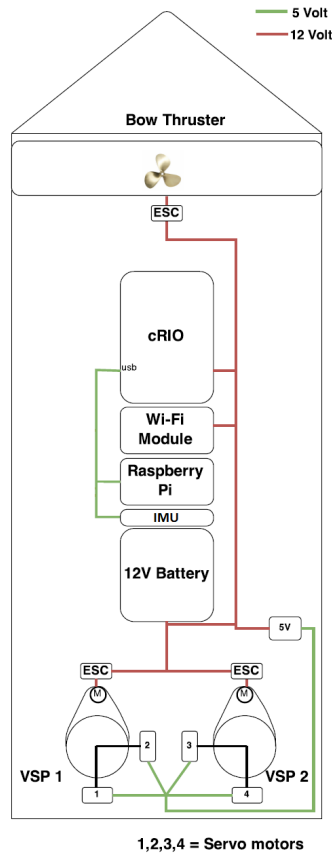 5 Volt
12 Volt
Bow Thruster
ESC
cRIO
usb
Wi-Fi
Module
Raspberry
Pi
IMU
12V Battery
5V
ESC
ESC
M
M
2
3
VSP 1
VSP 2
1
4
1,2,3,4 = Servo motors